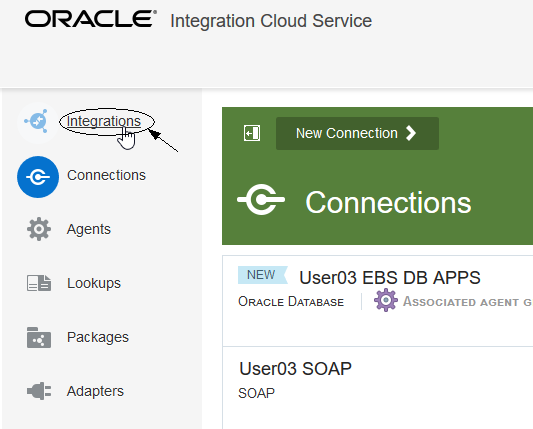 ORACLE® Integration Cloud Service
Integrations
Connections
Agents
Lookups
Packages
Adapters
New Connection
Connections
NEW User03 EBS DB APPS
ORACLE DATABASE ASSOCIATED AGENT G
User03 SOAP
SOAP